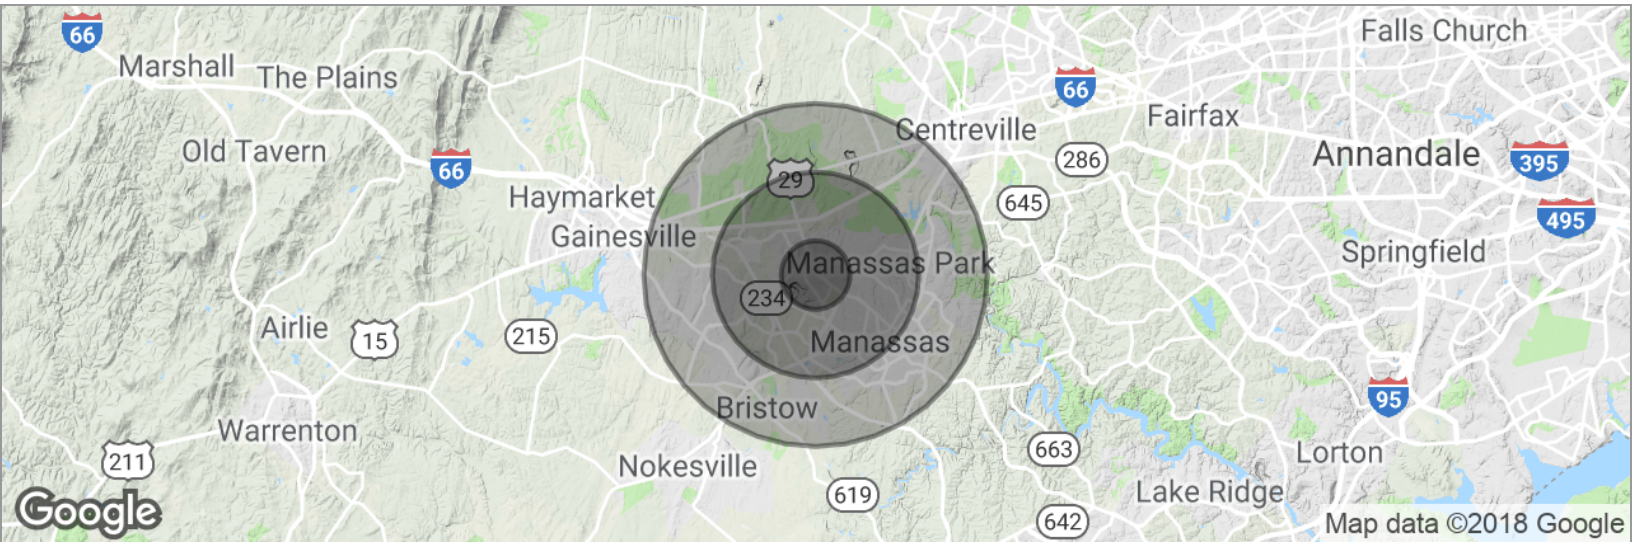 66
Falls Church
Marshall
The Plains
66
Fairfax
Centreville
Old Tavern
286
Annandale
395
66
29
Haymarket
645
495
Gainesville
Springfield
Manassas Park
234
Airlie
15
215
Manassas
95
Bristow
Warrenton
211
663
Lorton
Nokesville
619
Lake Ridge
642
Google
Map data ©2018 Google